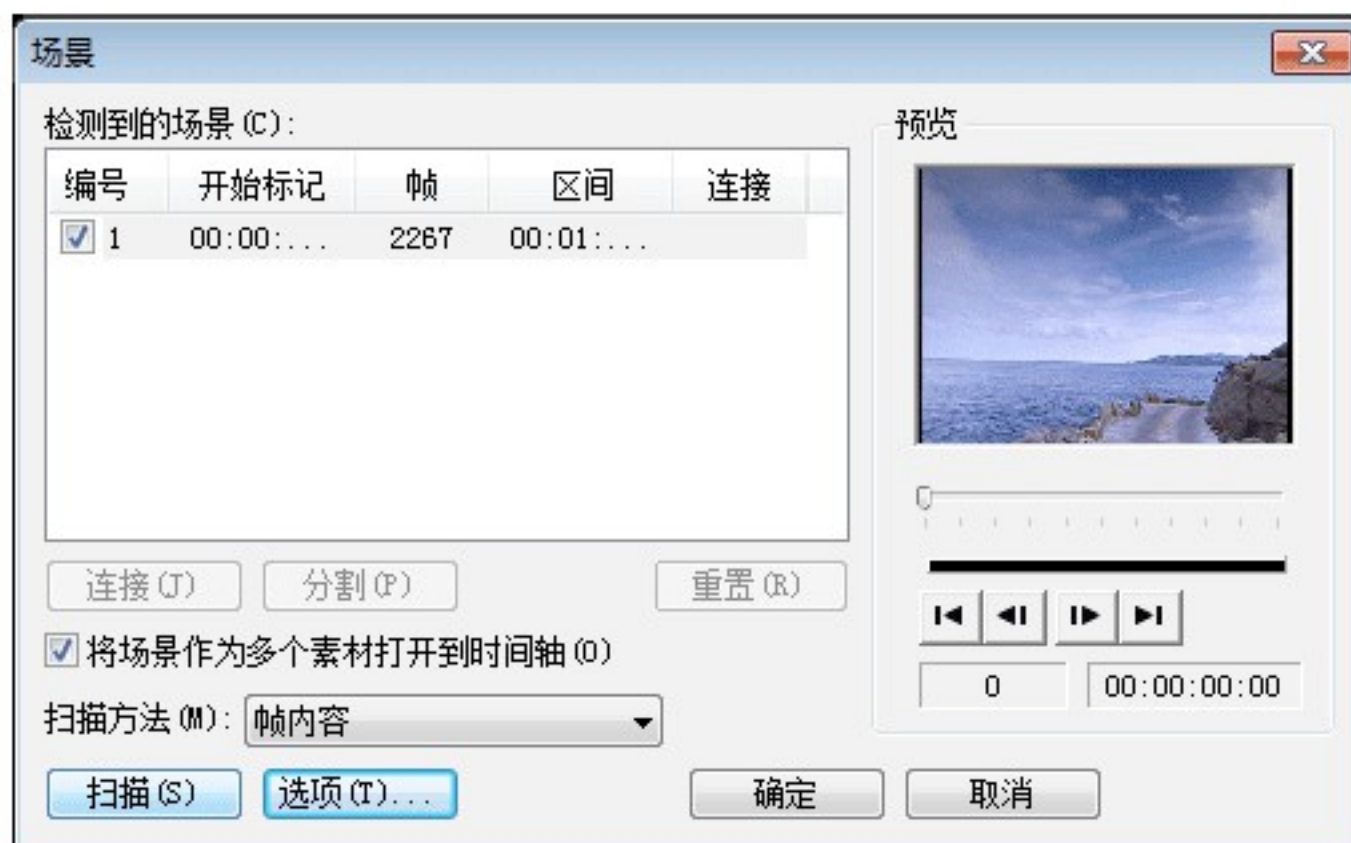 场景
检测到的场景(C):
编号 开始标记 帧 区间 连接
1 00:00:... 2267 00:01:...
连接(J) 分割(P) 重置(R)
将场景作为多个素材打开到时间轴(O)
扫描方法(M): 帧内容
扫描(S) 选项(T)... 确定 取消
预览
0 00:00:00:00